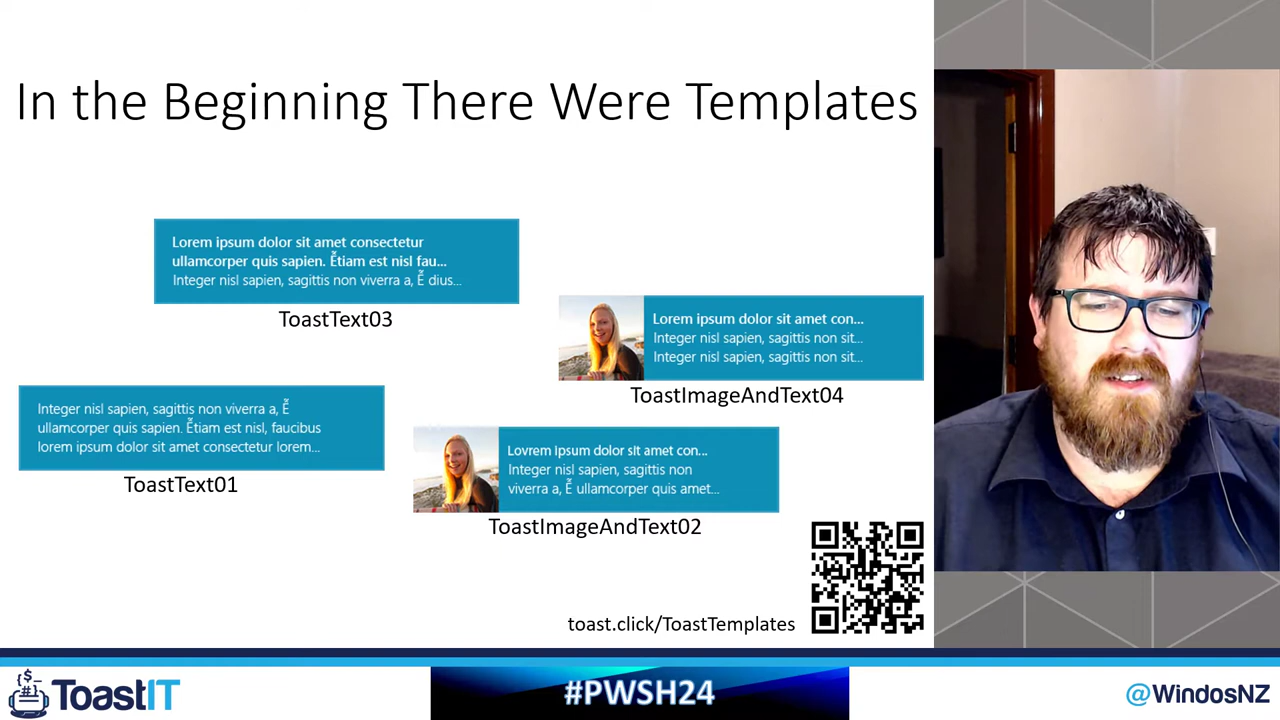 In the Beginning There Were Templates
Lorem ipsum dolor sit amet consectetur
ullamcorper quis sapien. Ẽtiam est nisl fau...
Integer nisl sapien, sagittis non viverra a, Ẽ dius...
ToastText03
Lorem ipsum dolor sit amet con...
Integer nisl sapien, sagittis non sit...
Integer nisl sapien, sagittis non sit...
ToastImageAndText04
Integer nisl sapien, sagittis non viverra a, Ẽ
ullamcorper quis sapien. Ẽtiam est nisl, faucibus
lorem ipsum dolor sit amet consectetur lorem...
ToastText01
Lovrem ipsum dolor sit amet con...
Integer nisl sapien, sagittis non
viverra a, Ẽ ullamcorper quis amet...
ToastImageAndText02
toast.click/ToastTemplates
{$}
ToastIT
#PWSH24
@WindosNZ